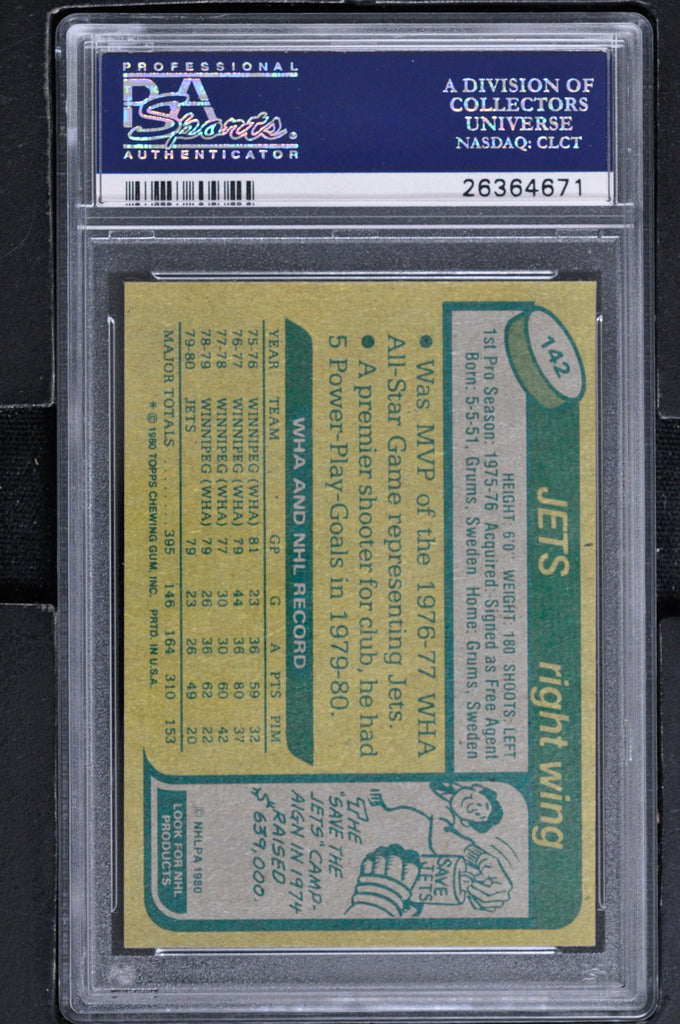 PROFESSIONAL
PSA
Sports.
AUTHENTICATOR
A DIVISION OF
COLLECTORS
UNIVERSE
NASDAQ: CLCT
26364671
142
JETS right wing
HEIGHT: 6'0" WEIGHT: 180 SHOOTS: LEFT
1st Pro Season: 1975-76 Acquired: Signed as Free Agent
Born: 5-5-51, Grums, Sweden Home: Grums, Sweden
• Was MVP of the 1976-77 WHA
All-Star Game representing Jets.
• A premier shooter for club, he had
5 Power-Play-Goals in 1979-80.
WHA AND NHL RECORD
YEAR TEAM GP G A PTS PIM
75-76 WINNIPEG (WHA) 81 23 36 59 32
76-77 WINNIPEG (WHA) 79 44 36 80 37
77-78 WINNIPEG (WHA) 77 30 30 60 42
78-79 WINNIPEG (WHA) 79 26 36 62 22
79-80 JETS 79 23 26 49 20
MAJOR TOTALS ...... 395 146 164 310 153
* © 1980 TOPPS CHEWING GUM, INC. PRTD. IN U.S.A.
SAVE
JETS
THE
"SAVE THE
JETS" CAMP-
AIGN IN 1974
RAISED
$639,000.
© NHLPA 1980
LOOK FOR NHL
PRODUCTS